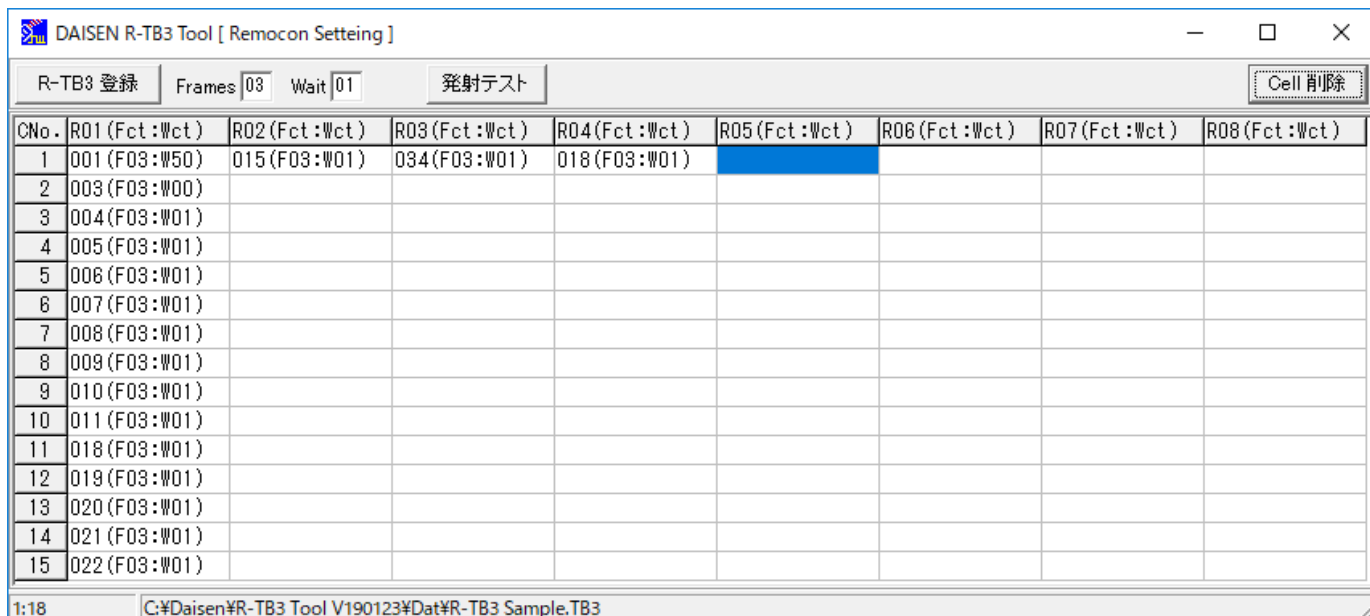 DAISEN R-TB3 Tool [ Remocon Setteing ]
R-TB3 登録 Frames 03 Wait 01 発射テスト Cell 削除
CNo. R01(Fct:Wct) R02(Fct:Wct) R03(Fct:Wct) R04(Fct:Wct) R05(Fct:Wct) R06(Fct:Wct) R07(Fct:Wct) R08(Fct:Wct)
1 001(F03:W50) 015(F03:W01) 034(F03:W01) 018(F03:W01)
2 003(F03:W00)
3 004(F03:W01)
4 005(F03:W01)
5 006(F03:W01)
6 007(F03:W01)
7 008(F03:W01)
8 009(F03:W01)
9 010(F03:W01)
10 011(F03:W01)
11 018(F03:W01)
12 019(F03:W01)
13 020(F03:W01)
14 021(F03:W01)
15 022(F03:W01)
1:18 C:¥Daisen¥R-TB3 Tool V190123¥Dat¥R-TB3 Sample.TB3